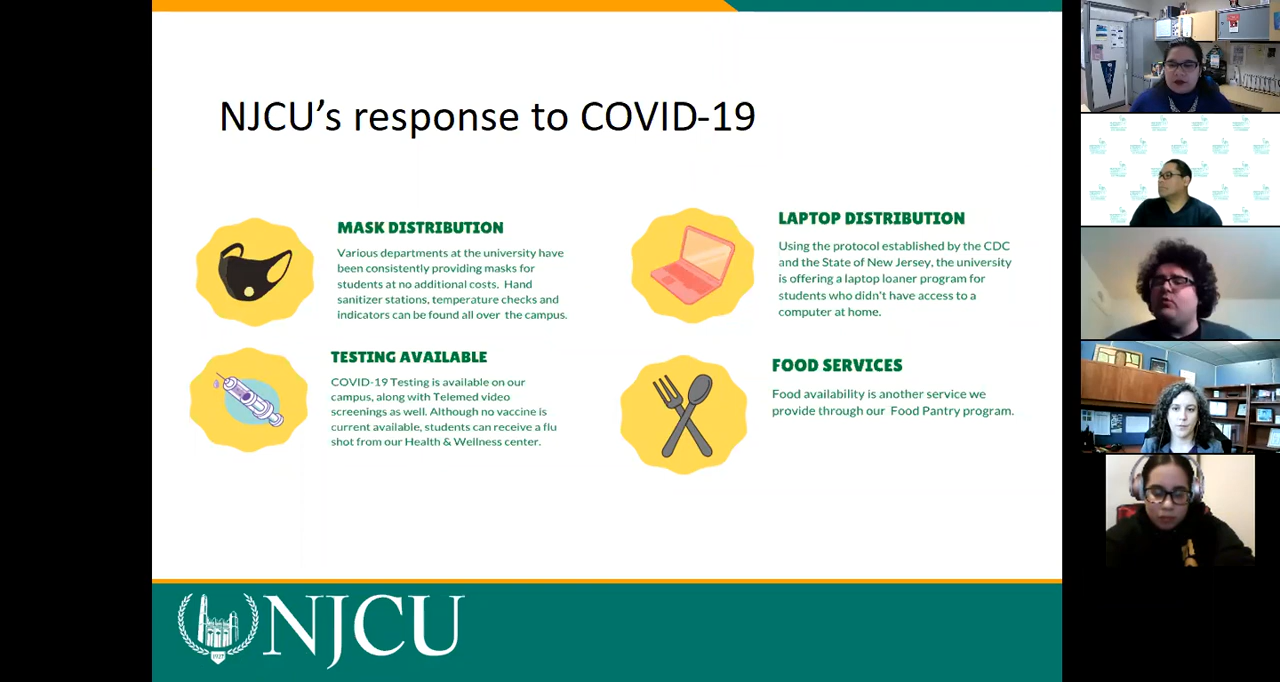 NJCU's response to COVID-19
MASK DISTRIBUTION
Various departments at the university have
been consistently providing masks for
students at no additional costs. Hand
sanitizer stations, temperature checks and
indicators can be found all over the campus.
TESTING AVAILABLE
COVID-19 Testing is available on our
campus, along with Telemed video
screenings as well. Although no vaccine is
current available, students can receive a flu
shot from our Health & Wellness center.
LAPTOP DISTRIBUTION
Using the protocol established by the CDC
and the State of New Jersey, the university
is offering a laptop loaner program for
students who didn't have access to a
computer at home.
FOOD SERVICES
Food availability is another service we
provide through our Food Pantry program.
1927
NJCU